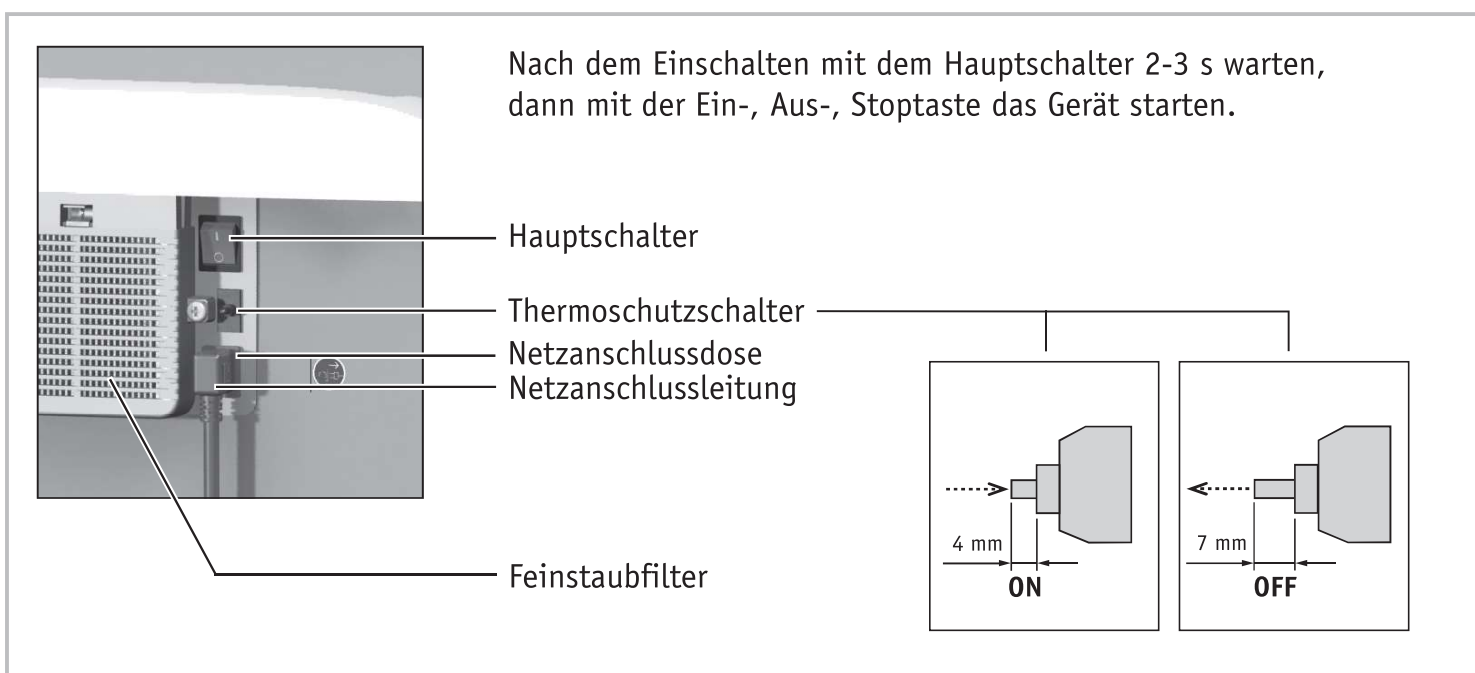 Nach dem Einschalten mit dem Hauptschalter 2-3 s warten,
dann mit der Ein-, Aus-, Stoptaste das Gerät starten.
Hauptschalter
Thermoschutzschalter
Netzanschlussdose
Netzanschlussleitung
4 mm
ON
7 mm
OFF
Feinstaubfilter